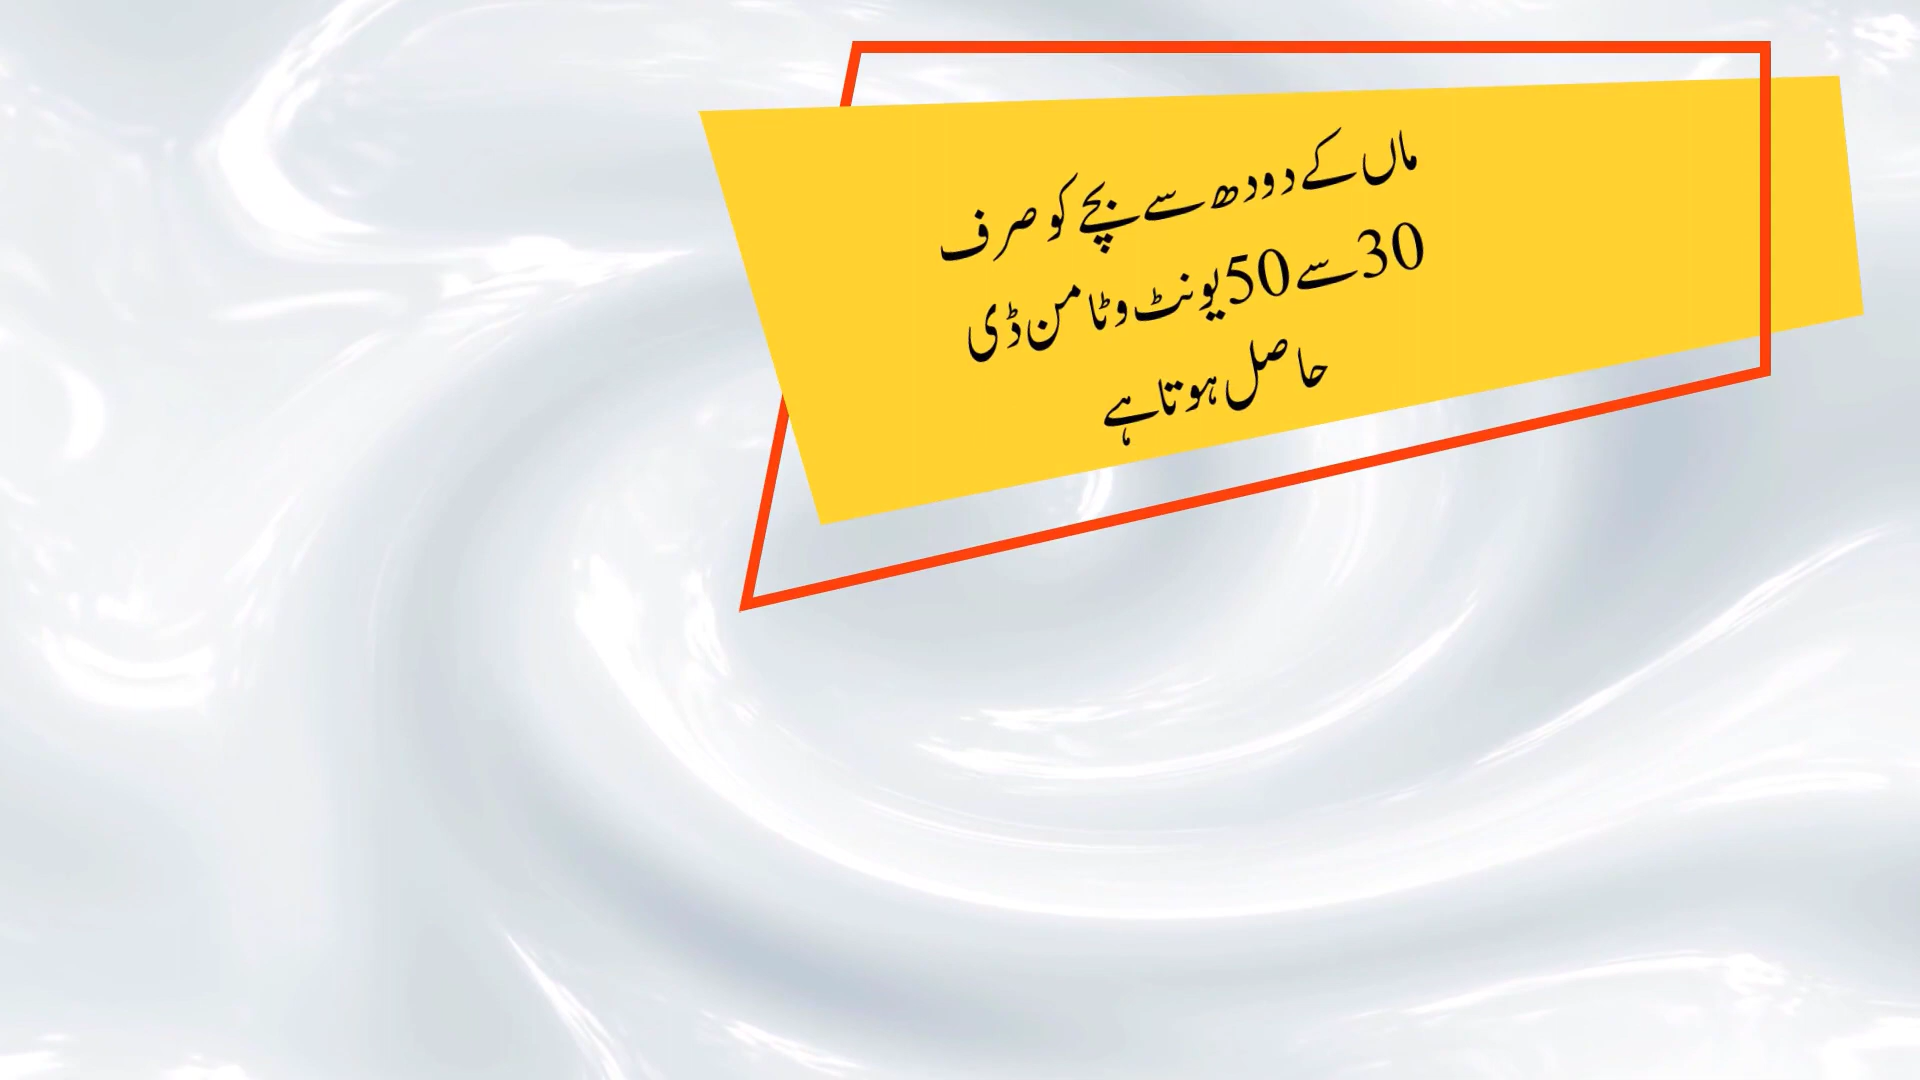 ماں کے دودھ سے بچے کو صرف
30 سے 50 یونٹ وٹامن ڈی
حاصل ہوتا ہے